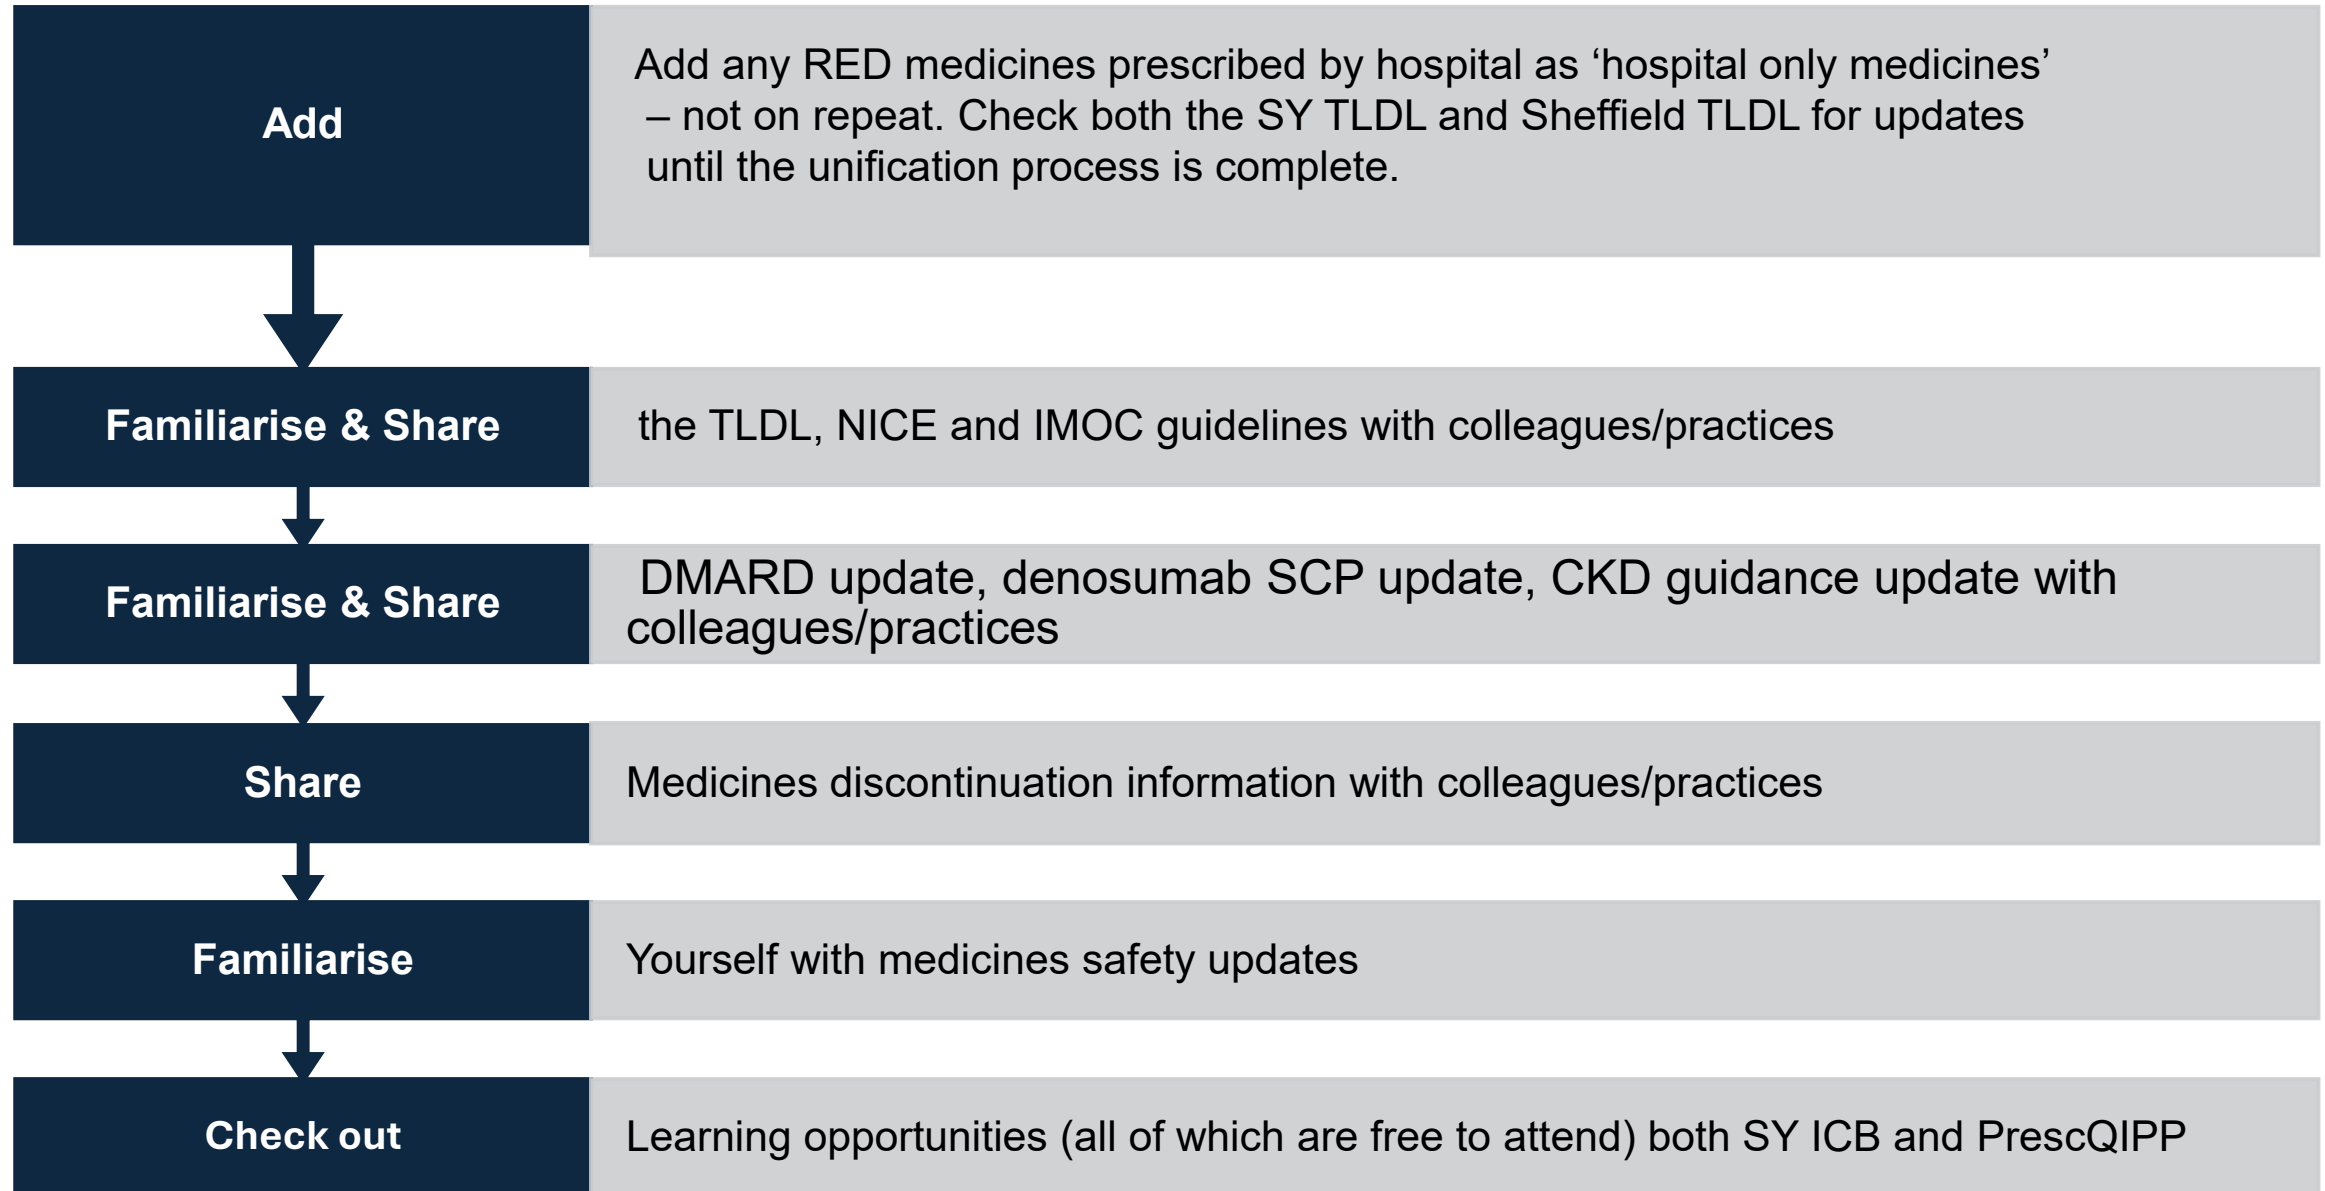 Add
Add any RED medicines prescribed by hospital as ‘hospital only medicines’
– not on repeat. Check both the SY TLDL and Sheffield TLDL for updates
until the unification process is complete.
Familiarise & Share
the TLDL, NICE and IMOC guidelines with colleagues/practices
Familiarise & Share
DMARD update, denosumab SCP update, CKD guidance update with
colleagues/practices
Share
Medicines discontinuation information with colleagues/practices
Familiarise
Yourself with medicines safety updates
Check out
Learning opportunities (all of which are free to attend) both SY ICB and PrescQIPP